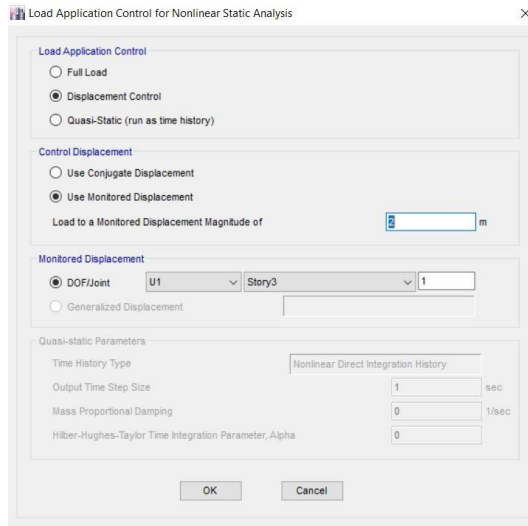 Load Application Control for Nonlinear Static Analysis
Load Application Control
Full Load
Displacement Control
Quasi-Static (run as time history)
Control Displacement
Use Conjugate Displacement
Use Monitored Displacement
Load to a Monitored Displacement Magnitude of 2 m
Monitored Displacement
DOF/Joint U1 Story3 1
Generalized Displacement
Quasi-static Parameters
Time History Type Nonlinear Direct Integration History
Output Time Step Size 1 sec
Mass Proportional Damping 0 1/sec
Hilber-Hughes-Taylor Time Integration Parameter, Alpha 0
OK Cancel